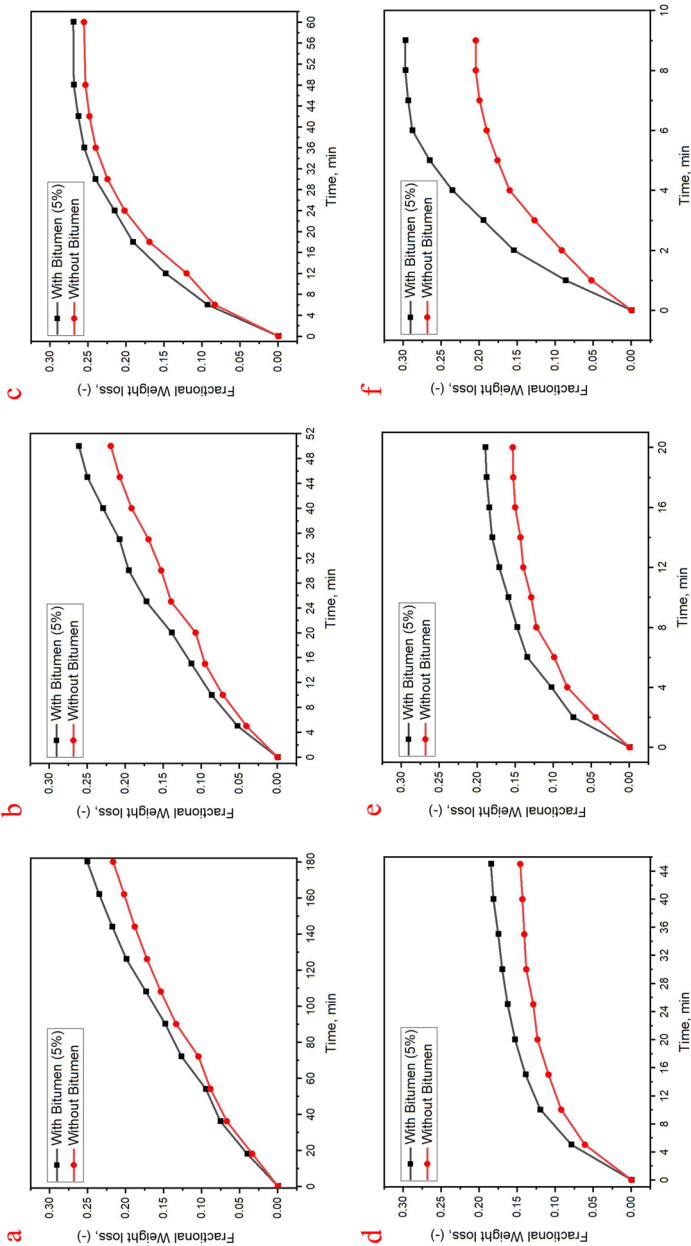 a
Fractional Weight loss, (-)
0.30
0.25
0.20
0.15
0.10
0.05
0.00
With Bitumen (5%)
Without Bitumen
0 20 40 60 80 100 120 140 160 180
Time, min
b
Fractional Weight loss, (-)
0.30
0.25
0.20
0.15
0.10
0.05
0.00
With Bitumen (5%)
Without Bitumen
0 4 8 12 16 20 24 28 32 36 40 44 48 52
Time, min
c
Fractional Weight loss, (-)
0.30
0.25
0.20
0.15
0.10
0.05
0.00
With Bitumen (5%)
Without Bitumen
0 4 8 12 16 20 24 28 32 36 40 44 48 52 56 60
Time, min
d
Fractional Weight loss, (-)
0.30
0.25
0.20
0.15
0.10
0.05
0.00
With Bitumen (5%)
Without Bitumen
0 4 8 12 16 20 24 28 32 36 40 44
Time, min
e
Fractional Weight loss, (-)
0.30
0.25
0.20
0.15
0.10
0.05
0.00
With Bitumen (5%)
Without Bitumen
0 4 8 12 16 20
Time, min
f
Fractional Weight loss, (-)
0.30
0.25
0.20
0.15
0.10
0.05
0.00
With Bitumen (5%)
Without Bitumen
0 2 4 6 8 10
Time, min